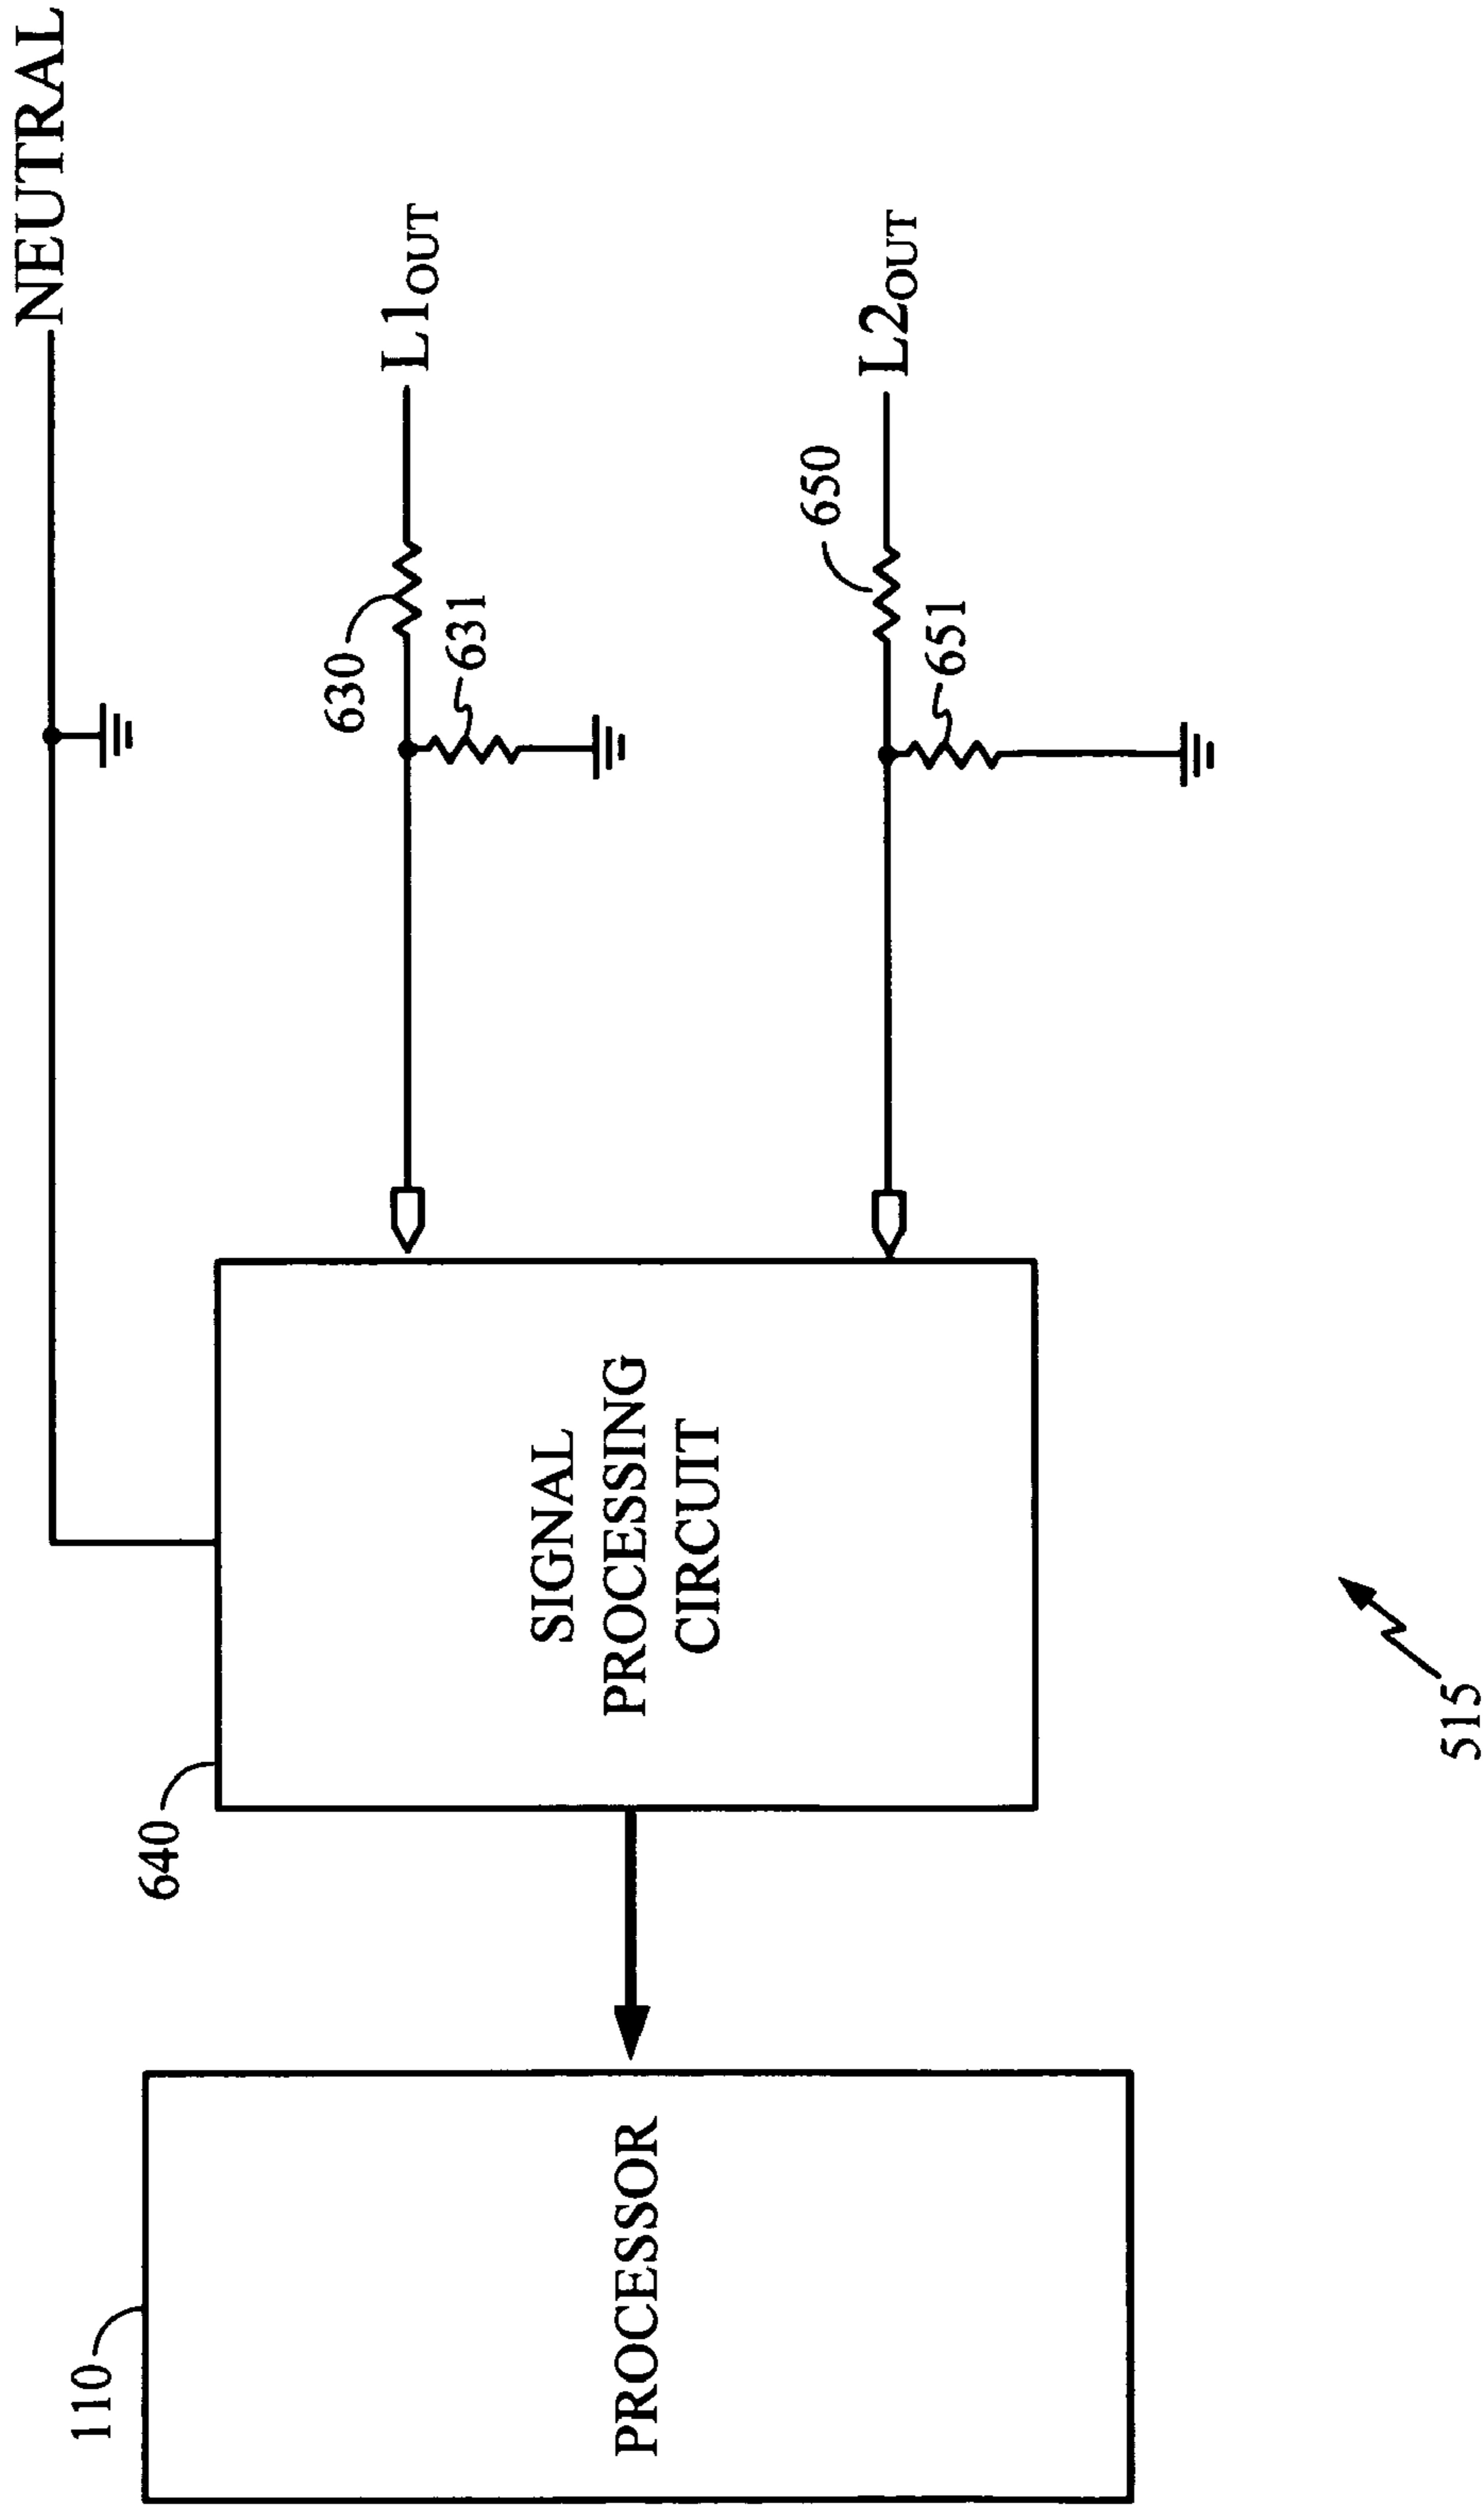 NEUTRAL
L1OUT
630
631
L2OUT
650
651
640
SIGNAL
PROCESSING
CIRCUIT
110
PROCESSOR
515